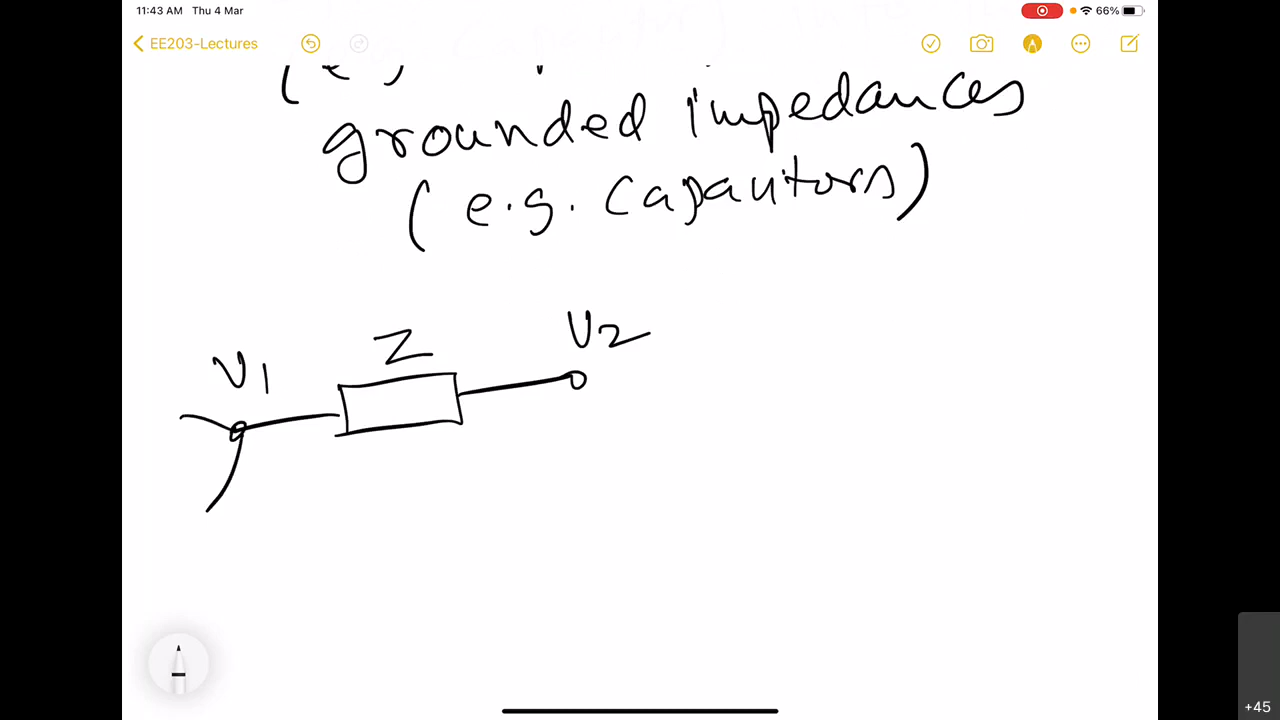 11:43 AM Thu 4 Mar
66%
EE203-Lectures
grounded impedances
(e.g. Capacitors)
V1
Z
V2
+45